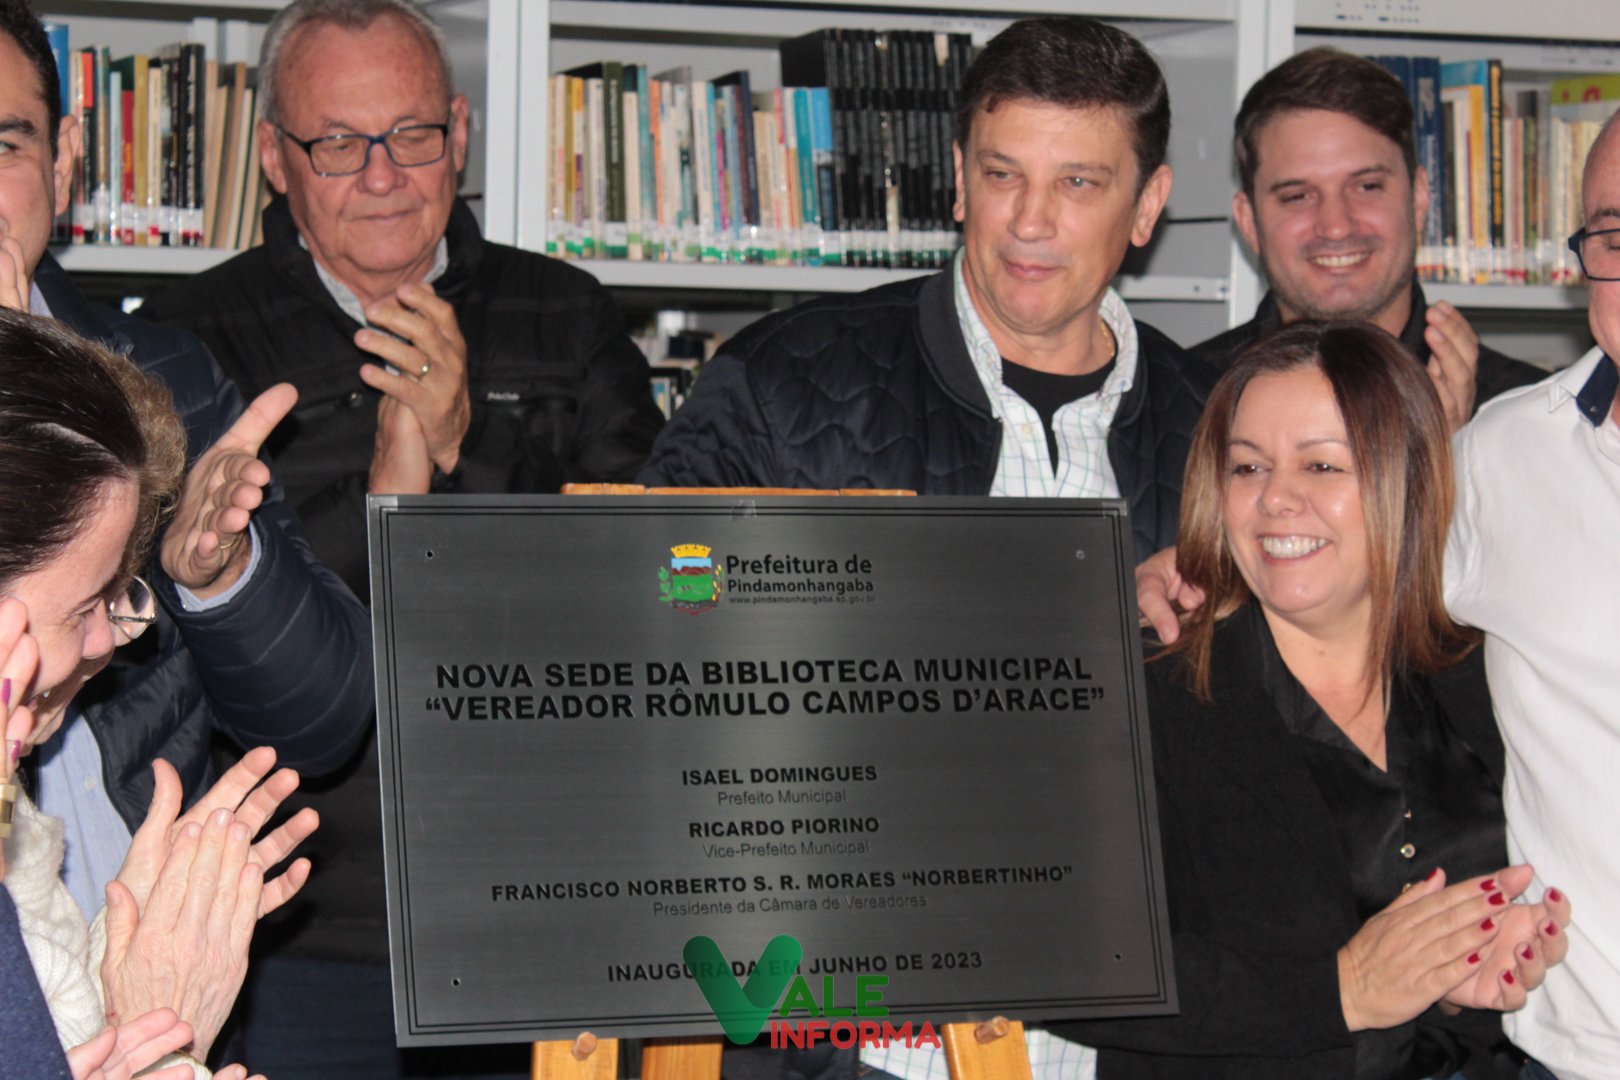 Prefeitura de
Pindamonhangaba
www.pindamonhangaba.sp.gov.br
NOVA SEDE DA BIBLIOTECA MUNICIPAL
“VEREADOR RÔMULO CAMPOS D’ARACE”
ISAEL DOMINGUES
Prefeito Municipal
RICARDO PIORINO
Vice-Prefeito Municipal
FRANCISCO NORBERTO S. R. MORAES “NORBERTINHO”
Presidente da Câmara de Vereadores
INAUGURADA EM JUNHO DE 2023
VALE
INFORMA